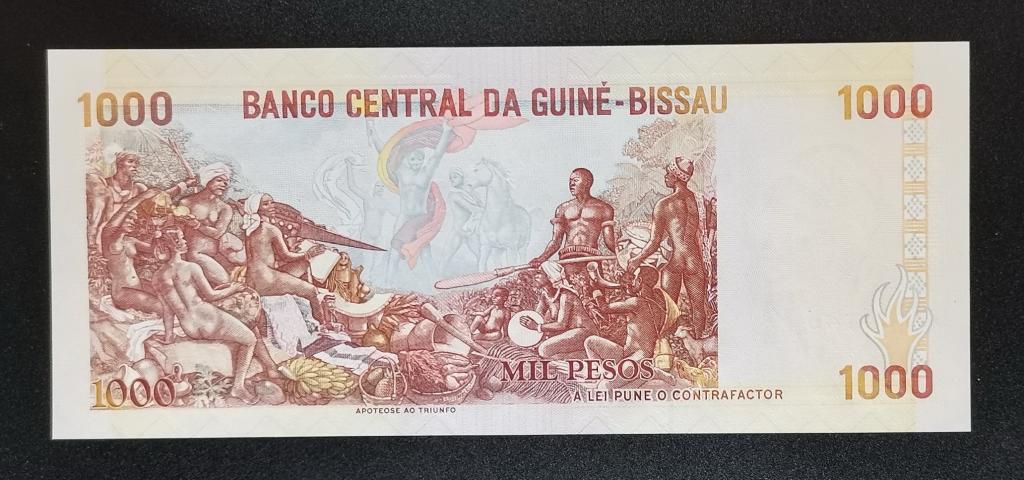 1000
BANCO CENTRAL DA GUINÉ-BISSAU
1000
1000
MIL PESOS
1000
A LEI PUNE O CONTRAFACTOR
APOTEOSE AO TRIUNFO